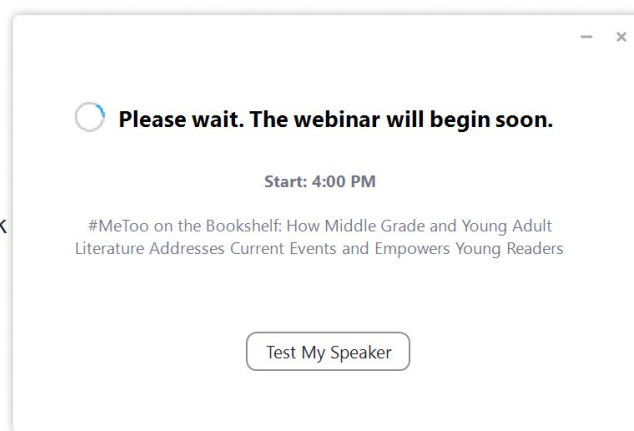 Please wait. The webinar will begin soon.
Start: 4:00 PM
#MeToo on the Bookshelf: How Middle Grade and Young Adult
Literature Addresses Current Events and Empowers Young Readers
Test My Speaker